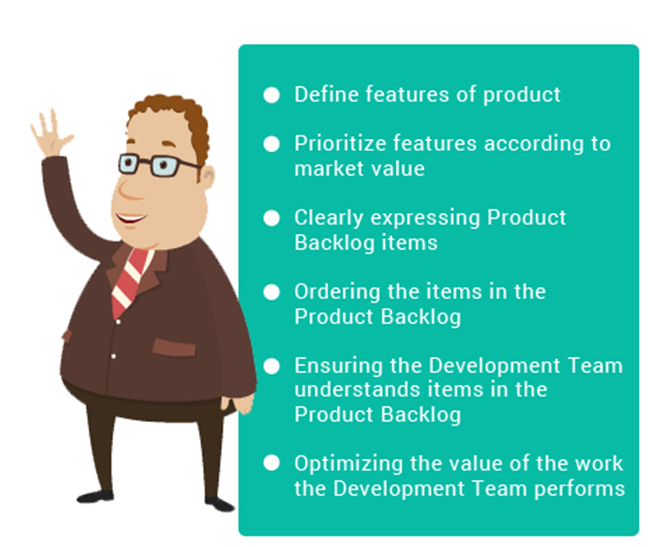 Define features of product
Prioritize features according to
market value
Clearly expressing Product
Backlog items
Ordering the items in the
Product Backlog
Ensuring the Development Team
understands items in the
Product Backlog
Optimizing the value of the work
the Development Team performs